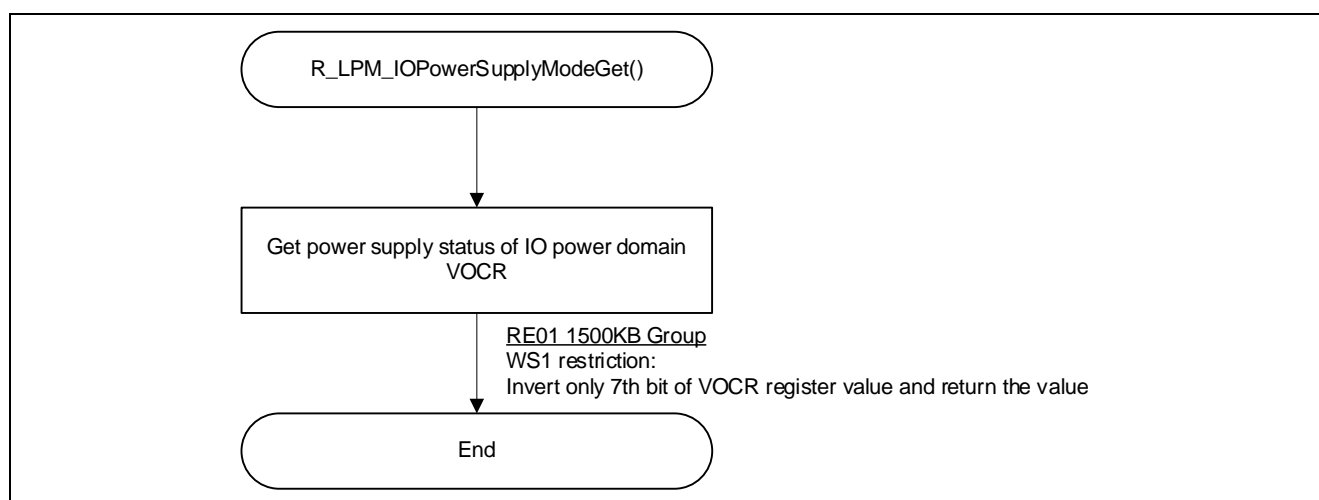 R_LPM_IOPowerSupplyModeGet()
Get power supply status of IO power domain
VOCR
RE01 1500KB Group
WS1 restriction:
Invert only 7th bit of VOCR register value and return the value
End